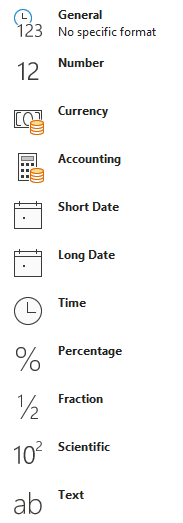 General
123 No specific format
12 Number
Currency
Accounting
Short Date
Long Date
Time
% Percentage
½ Fraction
10² Scientific
ab Text